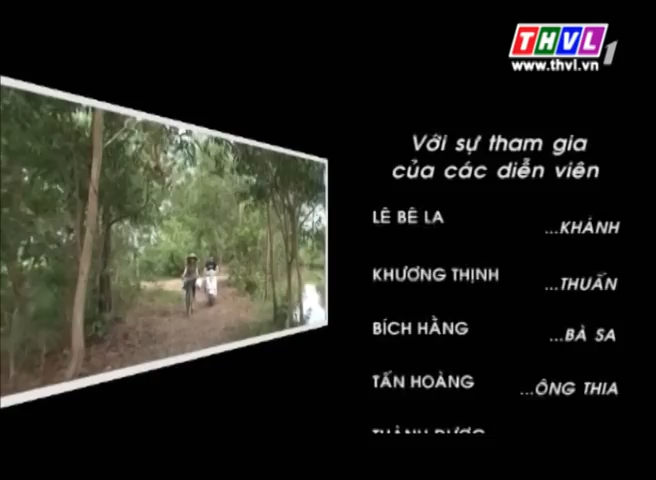 THVL1
www.thvl.vn
Với sự tham gia
của các diễn viên
LÊ BÊ LA ...KHÁNH
KHƯƠNG THỊNH ...THUẤN
BÍCH HẰNG ...BÀ SA
TẤN HOÀNG ...ÔNG THIA